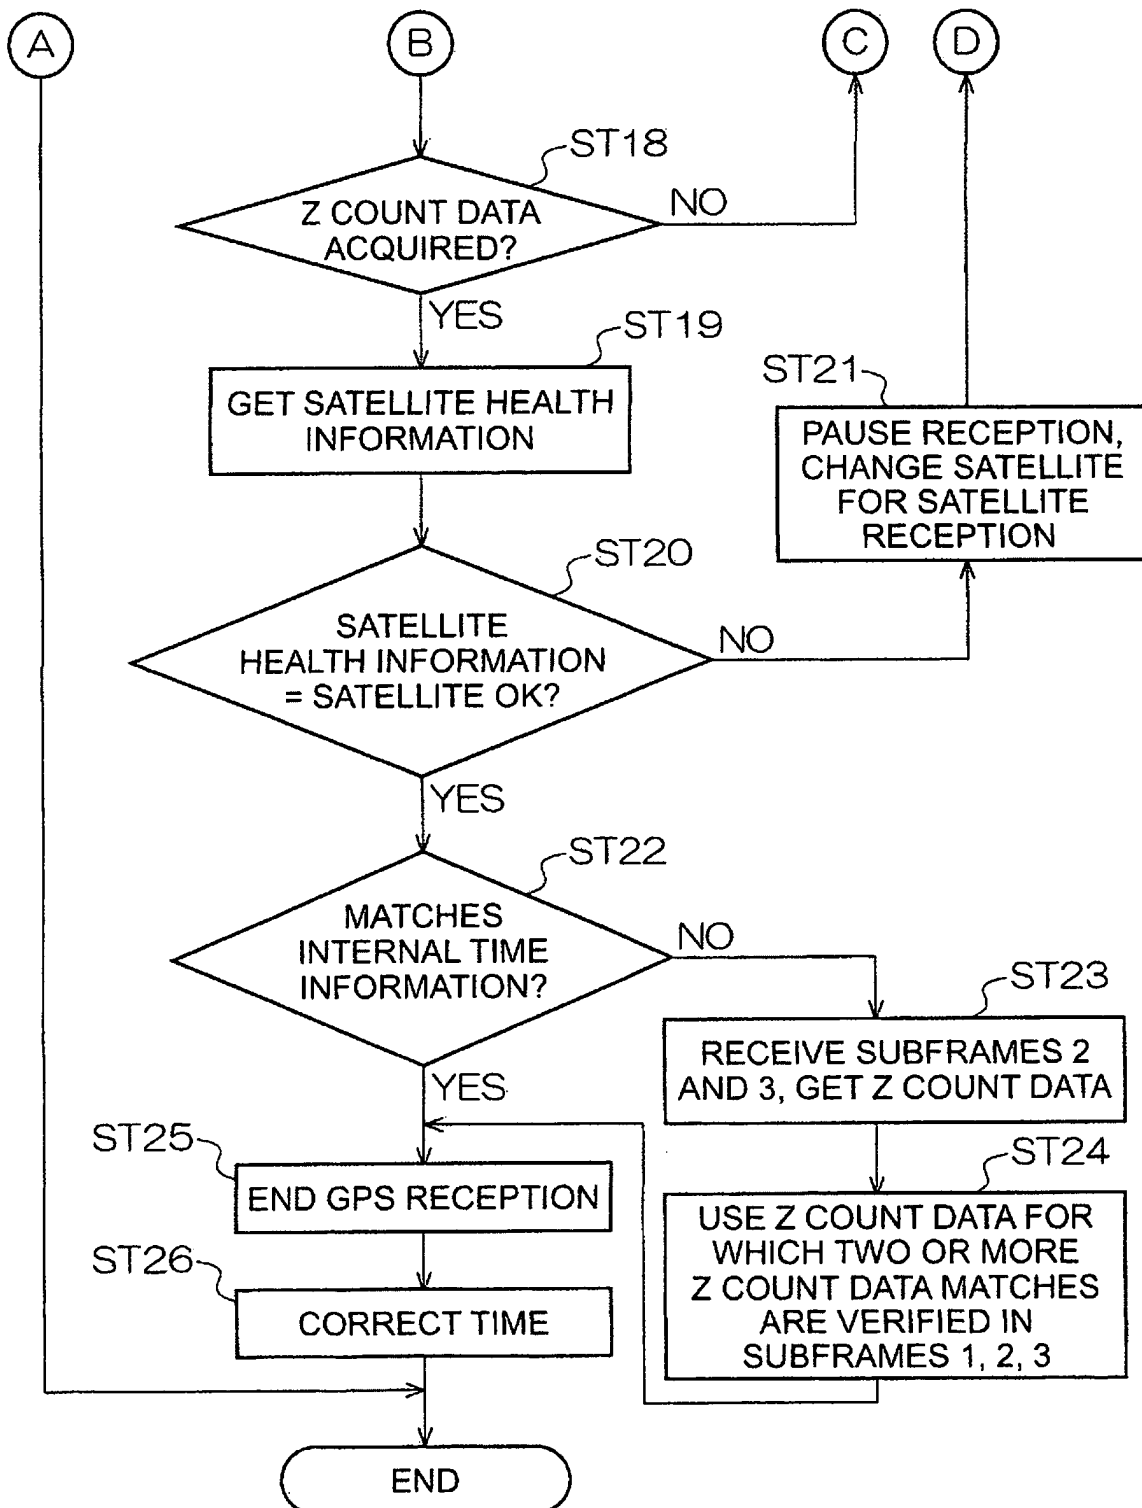 A
B
C
D
ST18
Z COUNT DATA
ACQUIRED?
NO
YES
ST19
GET SATELLITE HEALTH
INFORMATION
ST21
PAUSE RECEPTION,
CHANGE SATELLITE
FOR SATELLITE
RECEPTION
ST20
SATELLITE
HEALTH INFORMATION
= SATELLITE OK?
NO
YES
ST22
MATCHES
INTERNAL TIME
INFORMATION?
NO
YES
ST23
RECEIVE SUBFRAMES 2
AND 3, GET Z COUNT DATA
ST24
USE Z COUNT DATA FOR
WHICH TWO OR MORE
Z COUNT DATA MATCHES
ARE VERIFIED IN
SUBFRAMES 1, 2, 3
ST25
END GPS RECEPTION
ST26
CORRECT TIME
END